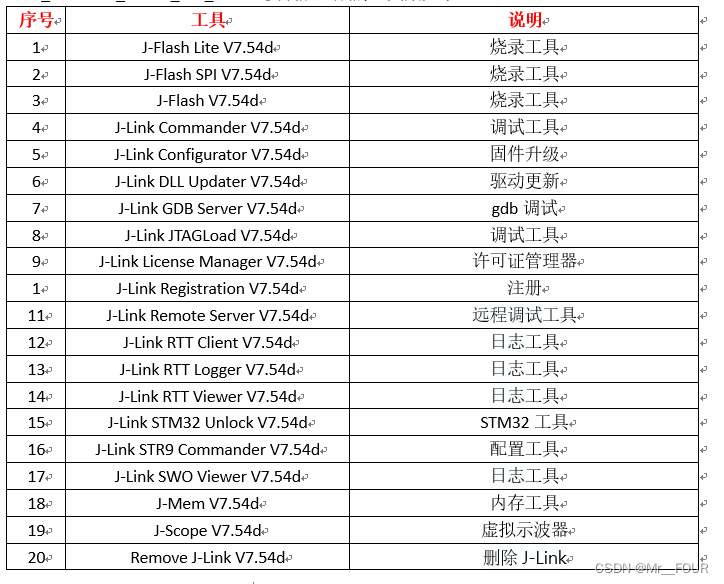 序号 工具 说明
1 J-Flash Lite V7.54d 烧录工具
2 J-Flash SPI V7.54d 烧录工具
3 J-Flash V7.54d 烧录工具
4 J-Link Commander V7.54d 调试工具
5 J-Link Configurator V7.54d 固件升级
6 J-Link DLL Updater V7.54d 驱动更新
7 J-Link GDB Server V7.54d gdb 调试
8 J-Link JTAGLoad V7.54d 调试工具
9 J-Link License Manager V7.54d 许可证管理器
1 J-Link Registration V7.54d 注册
11 J-Link Remote Server V7.54d 远程调试工具
12 J-Link RTT Client V7.54d 日志工具
13 J-Link RTT Logger V7.54d 日志工具
14 J-Link RTT Viewer V7.54d 日志工具
15 J-Link STM32 Unlock V7.54d STM32 工具
16 J-Link STR9 Commander V7.54d 配置工具
17 J-Link SWO Viewer V7.54d 日志工具
18 J-Mem V7.54d 内存工具
19 J-Scope V7.54d 虚拟示波器
20 Remove J-Link V7.54d 删除 J-Link
CSDN @Mr__FOUR